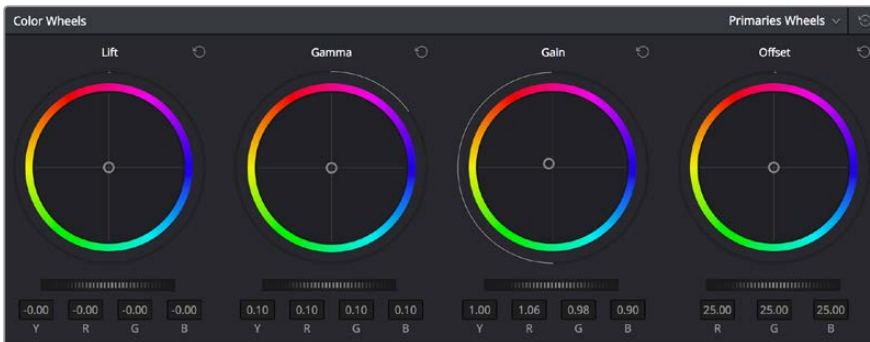 Color Wheels Primaries Wheels
Lift Gamma Gain Offset
-0.00 -0.00 -0.00 -0.00 0.10 0.10 0.10 0.10 1.00 1.06 0.98 0.90 25.00 25.00 25.00
Y R G B Y R G B Y R G B R G B